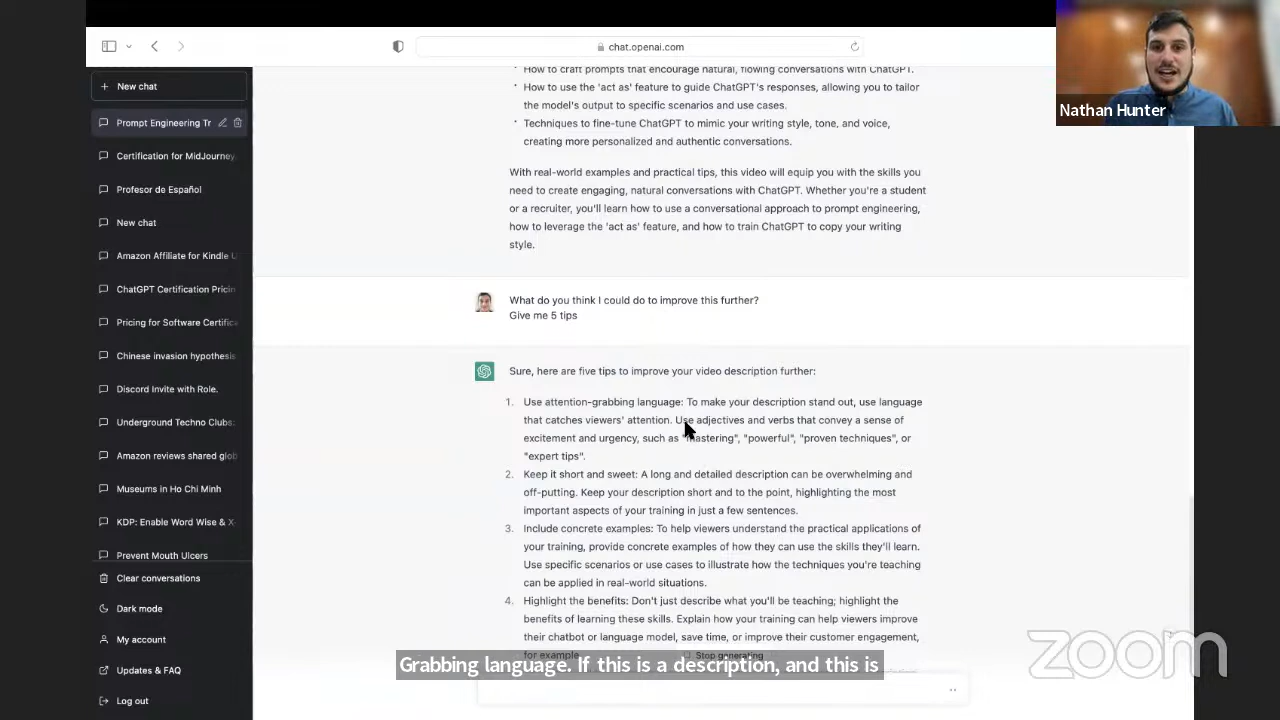 chat.openai.com
Nathan Hunter
New chat
Prompt Engineering Tr
Certification for MidJourney
Profesor de Español
New chat
Amazon Affiliate for Kindle U
ChatGPT Certification Pricin
Pricing for Software Certifica
Chinese invasion hypothesis
Discord Invite with Role.
Underground Techno Clubs:
Amazon reviews shared glob
Museums in Ho Chi Minh
KDP: Enable Word Wise & X-
Prevent Mouth Ulcers
Clear conversations
Dark mode
My account
Updates & FAQ
Log out
• How to craft prompts that encourage natural, flowing conversations with ChatGPT.
• How to use the 'act as' feature to guide ChatGPT's responses, allowing you to tailor
the model's output to specific scenarios and use cases.
• Techniques to fine-tune ChatGPT to mimic your writing style, tone, and voice,
creating more personalized and authentic conversations.
With real-world examples and practical tips, this video will equip you with the skills you
need to create engaging, natural conversations with ChatGPT. Whether you're a student
or a recruiter, you'll learn how to use a conversational approach to prompt engineering,
how to leverage the 'act as' feature, and how to train ChatGPT to copy your writing
style.
What do you think I could do to improve this further?
Give me 5 tips
Sure, here are five tips to improve your video description further:
1. Use attention-grabbing language: To make your description stand out, use language
that catches viewers' attention. Use adjectives and verbs that convey a sense of
excitement and urgency, such as "mastering", "powerful", "proven techniques", or
"expert tips".
2. Keep it short and sweet: A long and detailed description can be overwhelming and
off-putting. Keep your description short and to the point, highlighting the most
important aspects of your training in just a few sentences.
3. Include concrete examples: To help viewers understand the practical applications of
your training, provide concrete examples of how they can use the skills they'll learn.
Use specific scenarios or use cases to illustrate how the techniques you're teaching
can be applied in real-world situations.
4. Highlight the benefits: Don't just describe what you'll be teaching; highlight the
benefits of learning these skills. Explain how your training can help viewers improve
their chatbot or language model, save time, or improve their customer engagement,
for example.
Stop generating
Grabbing language. If this is a description, and this is
zoom